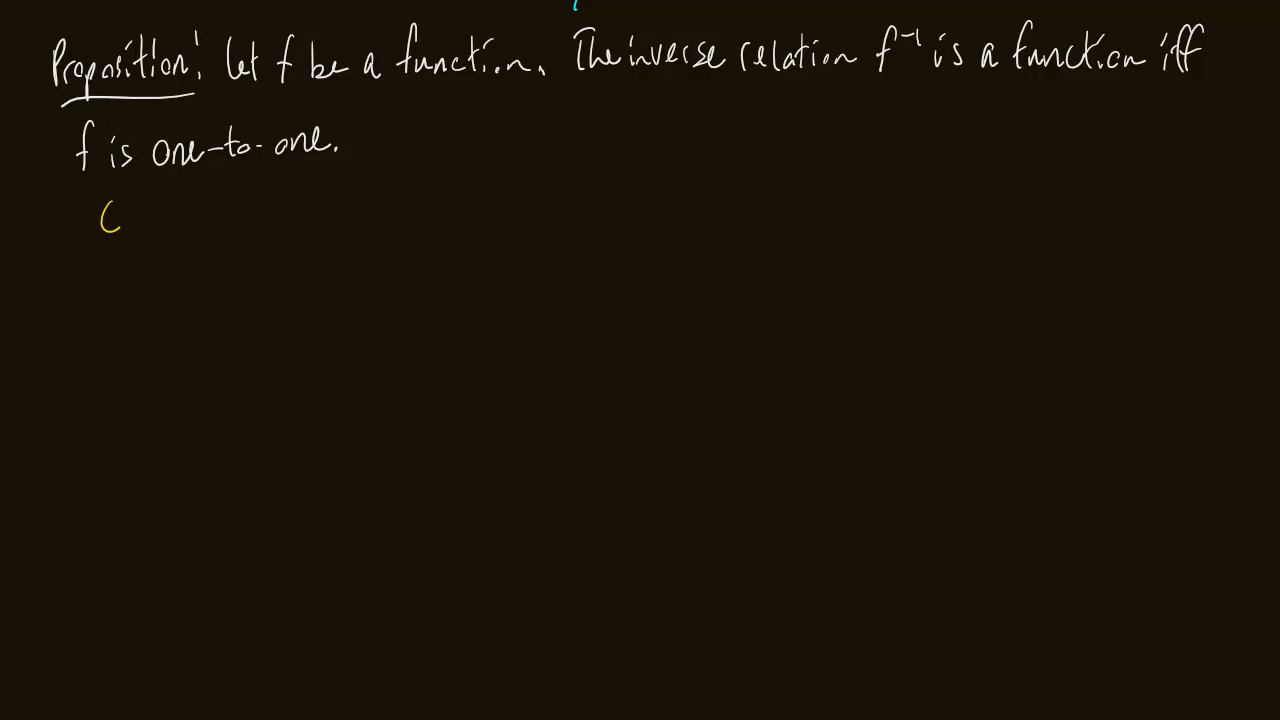 Proposition: let f be a function. The inverse relation f⁻¹ is a function iff
f is one-to-one.
C